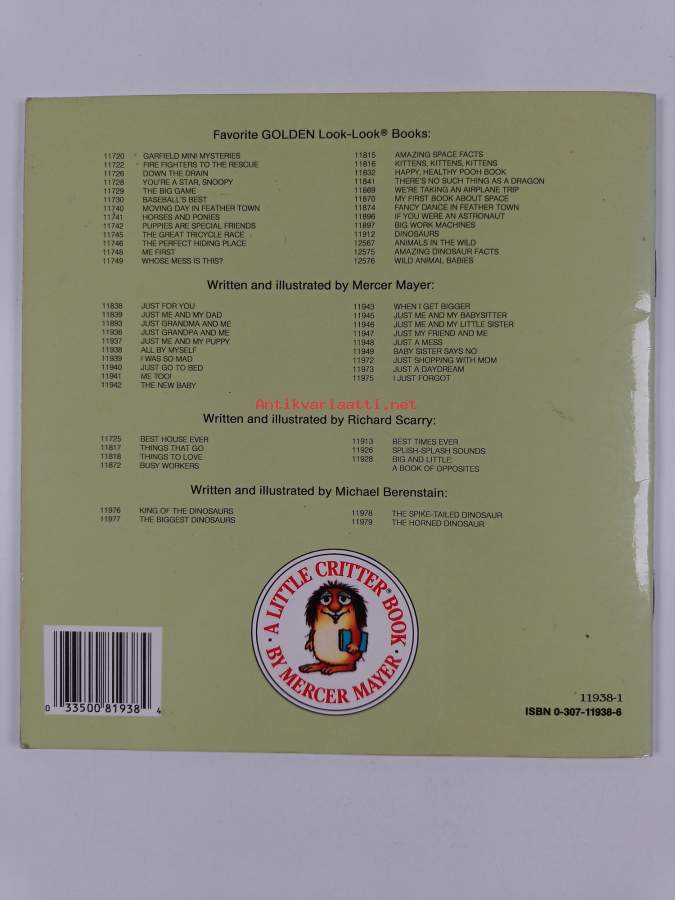 Favorite GOLDEN Look-Look® Books:
11720 GARFIELD MINI MYSTERIES
11722 FIRE FIGHTERS TO THE RESCUE
11726 DOWN THE DRAIN
11728 YOU'RE A STAR, SNOOPY
11729 THE BIG GAME
11730 BASEBALL'S BEST
11740 MOVING DAY IN FEATHER TOWN
11741 HORSES AND PONIES
11742 PUPPIES ARE SPECIAL FRIENDS
11745 THE GREAT TRICYCLE RACE
11746 THE PERFECT HIDING PLACE
11748 ME FIRST
11749 WHOSE MESS IS THIS?
11815 AMAZING SPACE FACTS
11816 KITTENS, KITTENS, KITTENS
11832 HAPPY, HEALTHY POOH BOOK
11841 THERE'S NO SUCH THING AS A DRAGON
11869 WE'RE TAKING AN AIRPLANE TRIP
11870 MY FIRST BOOK ABOUT SPACE
11874 FANCY DANCE IN FEATHER TOWN
11896 IF YOU WERE AN ASTRONAUT
11897 BIG WORK MACHINES
11912 DINOSAURS
12567 ANIMALS IN THE WILD
12575 AMAZING DINOSAUR FACTS
12576 WILD ANIMAL BABIES
Written and illustrated by Mercer Mayer:
11838 JUST FOR YOU
11839 JUST ME AND MY DAD
11893 JUST GRANDMA AND ME
11936 JUST GRANDPA AND ME
11937 JUST ME AND MY PUPPY
11938 ALL BY MYSELF
11939 I WAS SO MAD
11940 JUST GO TO BED
11941 ME TOO!
11942 THE NEW BABY
11943 WHEN I GET BIGGER
11945 JUST ME AND MY BABYSITTER
11946 JUST ME AND MY LITTLE SISTER
11947 JUST MY FRIEND AND ME
11948 JUST A MESS
11949 BABY SISTER SAYS NO
11972 JUST SHOPPING WITH MOM
11973 JUST A DAYDREAM
11975 I JUST FORGOT
Antikvariaatti.net
Written and illustrated by Richard Scarry:
11725 BEST HOUSE EVER
11817 THINGS THAT GO
11818 THINGS TO LOVE
11872 BUSY WORKERS
11913 BEST TIMES EVER
11926 SPLISH-SPLASH SOUNDS
11928 BIG AND LITTLE:
A BOOK OF OPPOSITES
Written and illustrated by Michael Berenstain:
11976 KING OF THE DINOSAURS
11977 THE BIGGEST DINOSAURS
11978 THE SPIKE-TAILED DINOSAUR
11979 THE HORNED DINOSAUR
A LITTLE CRITTER® BOOK
BY MERCER MAYER
0 33500 81938 4
11938-1
ISBN 0-307-11938-6